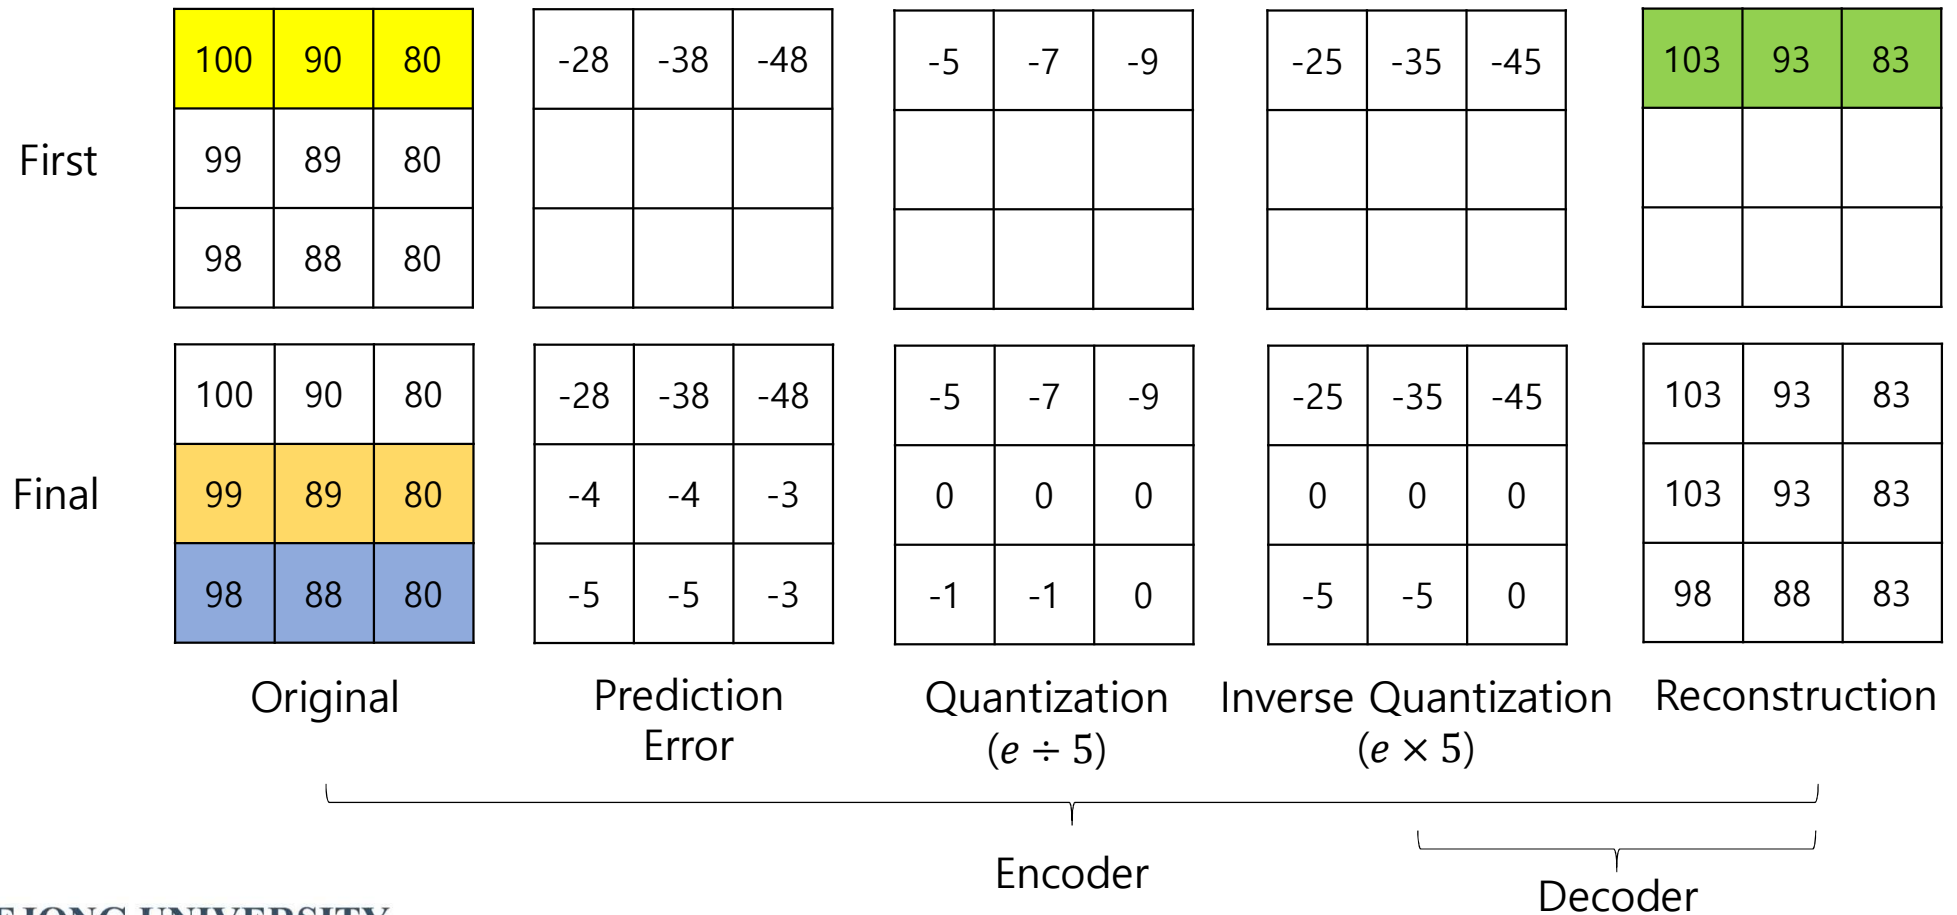 100 90 80 -28 -38 -48 -5 -7 -9 -25 -35 -45 103 93 83
First 99 89 80
98 88 80
100 90 80 -28 -38 -48 -5 -7 -9 -25 -35 -45 103 93 83
Final 99 89 80 -4 -4 -3 0 0 0 0 0 0 103 93 83
98 88 80 -5 -5 -3 -1 -1 0 -5 -5 0 98 88 83
Original Prediction Quantization Inverse Quantization Reconstruction
Error (e ÷ 5) (e × 5)
Encoder
Decoder
UNIVERSITY